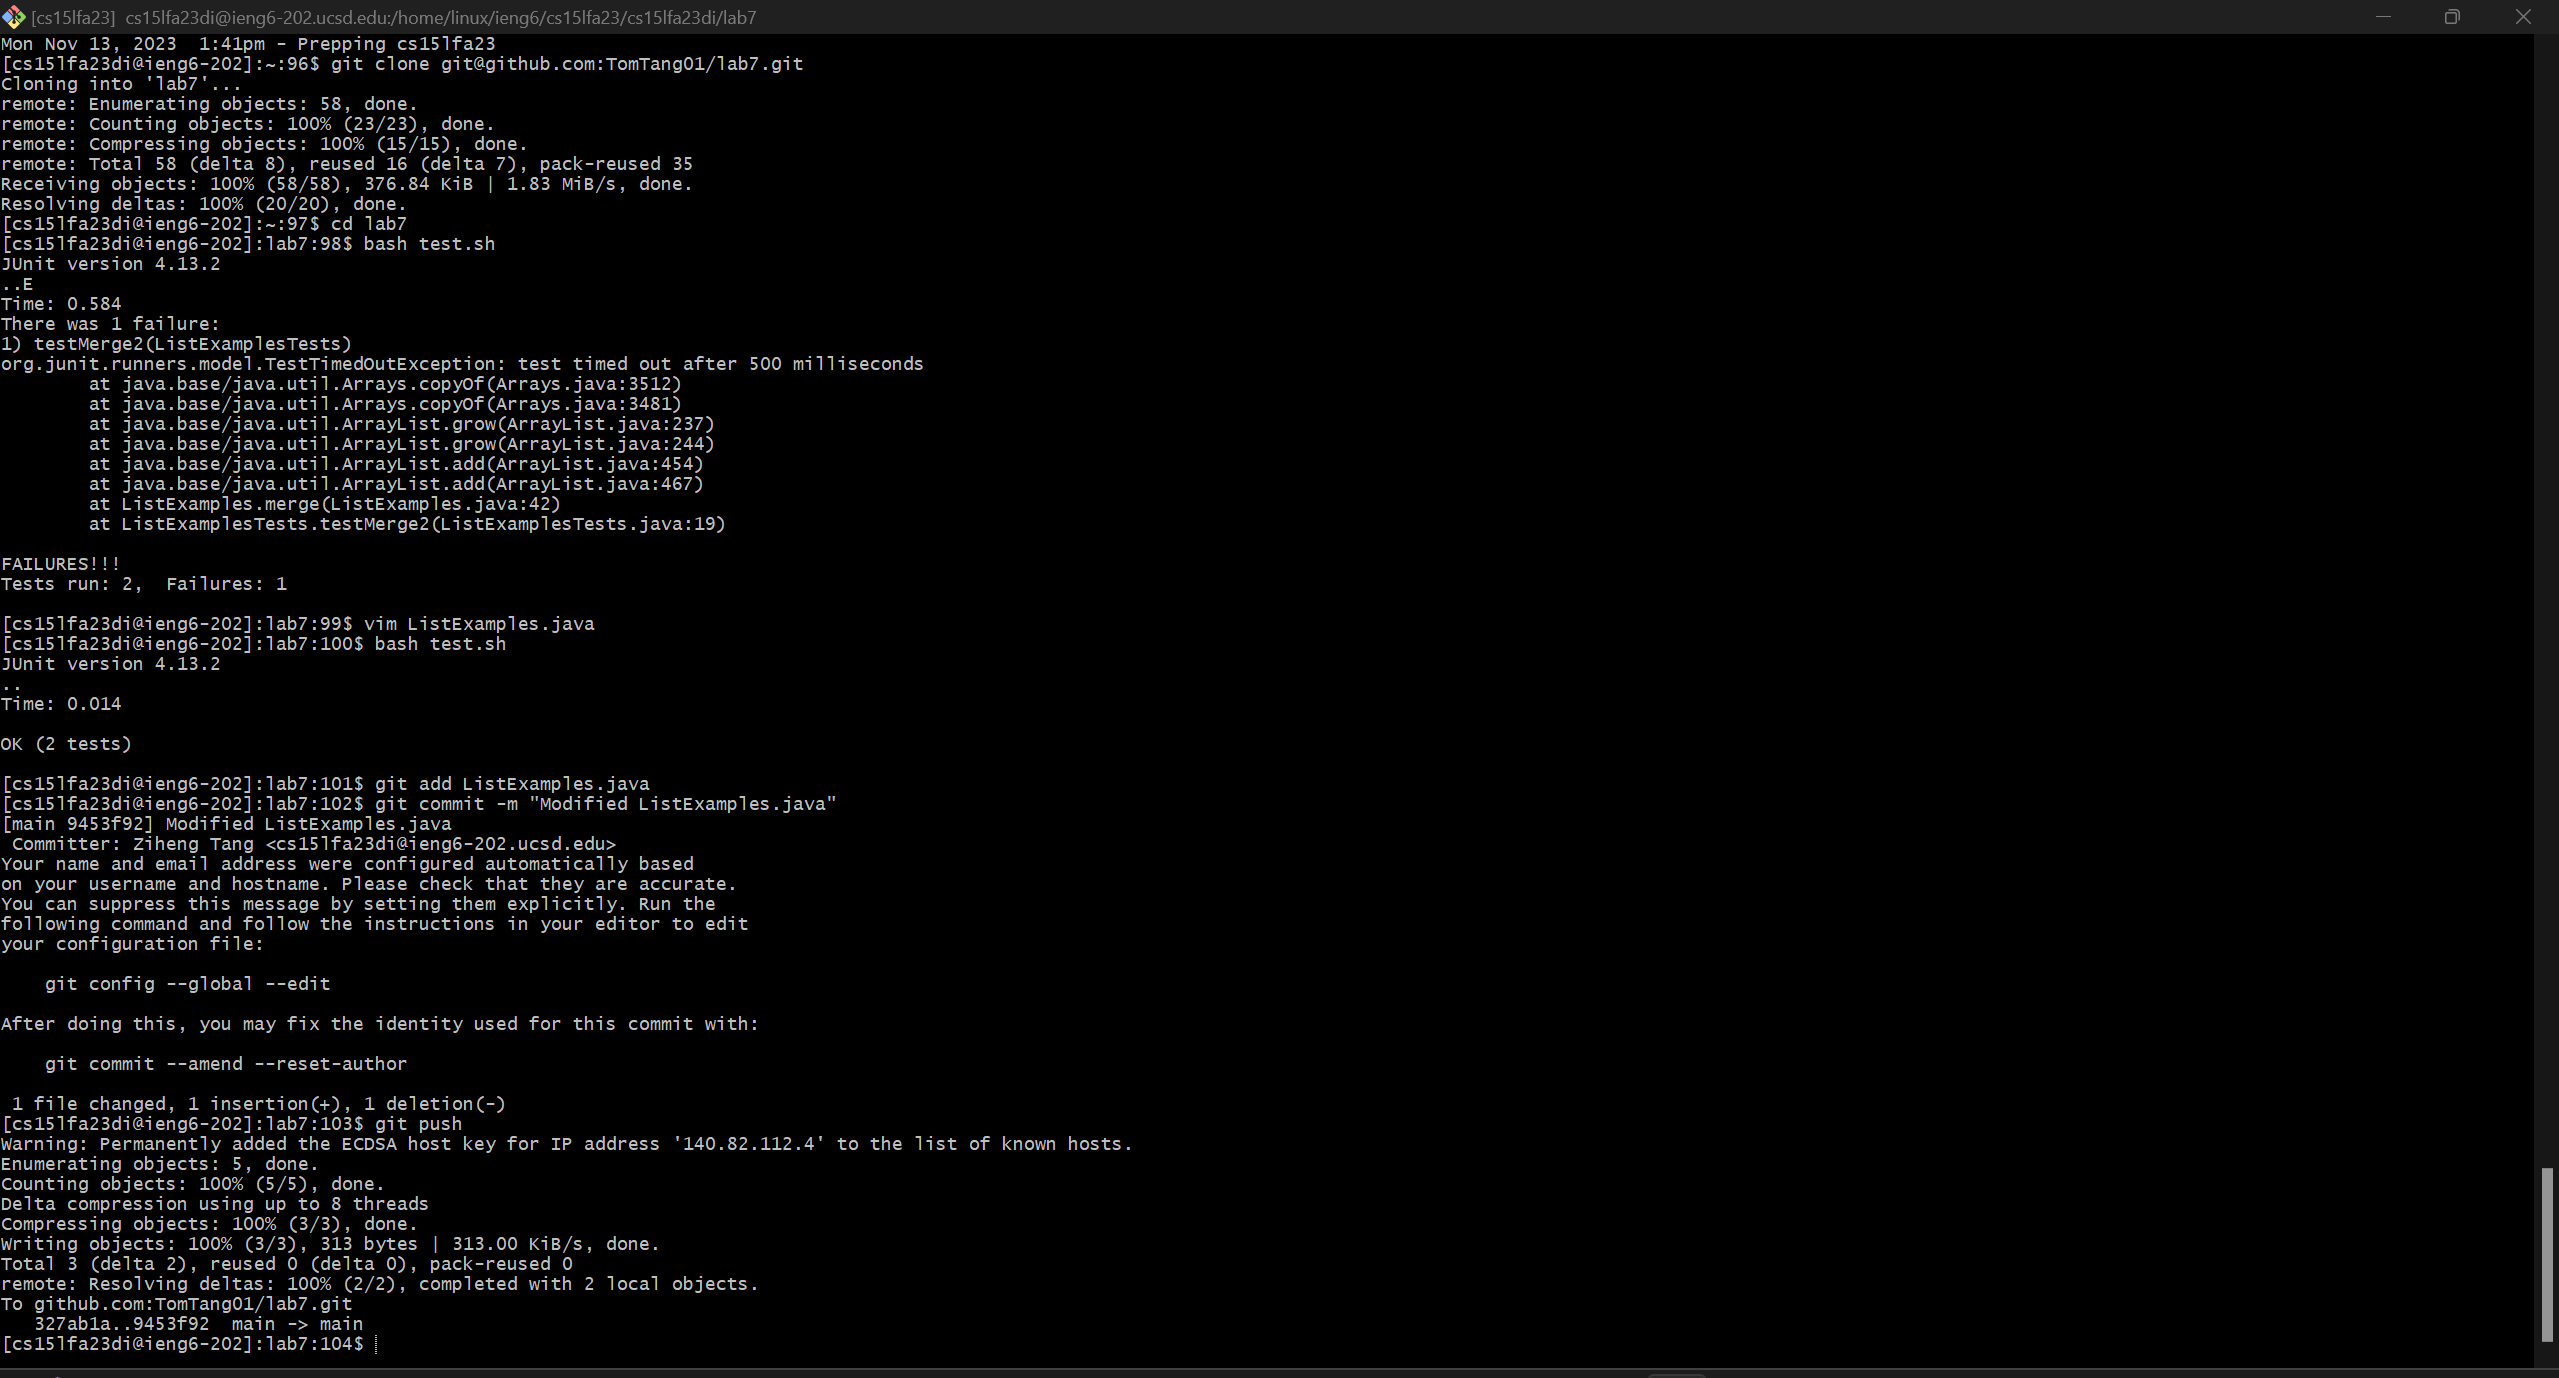 [cs15lfa23] cs15lfa23di@ieng6-202.ucsd.edu:/home/linux/ieng6/cs15lfa23/cs15lfa23di/lab7
Mon Nov 13, 2023  1:41pm - Prepping cs15lfa23
[cs15lfa23di@ieng6-202]:~:96$ git clone git@github.com:TomTang01/lab7.git
Cloning into 'lab7'...
remote: Enumerating objects: 58, done.
remote: Counting objects: 100% (23/23), done.
remote: Compressing objects: 100% (15/15), done.
remote: Total 58 (delta 8), reused 16 (delta 7), pack-reused 35
Receiving objects: 100% (58/58), 376.84 KiB | 1.83 MiB/s, done.
Resolving deltas: 100% (20/20), done.
[cs15lfa23di@ieng6-202]:~:97$ cd lab7
[cs15lfa23di@ieng6-202]:lab7:98$ bash test.sh
JUnit version 4.13.2
..E
Time: 0.584
There was 1 failure:
1) testMerge2(ListExamplesTests)
org.junit.runners.model.TestTimedOutException: test timed out after 500 milliseconds
        at java.base/java.util.Arrays.copyOf(Arrays.java:3512)
        at java.base/java.util.Arrays.copyOf(Arrays.java:3481)
        at java.base/java.util.ArrayList.grow(ArrayList.java:237)
        at java.base/java.util.ArrayList.grow(ArrayList.java:244)
        at java.base/java.util.ArrayList.add(ArrayList.java:454)
        at java.base/java.util.ArrayList.add(ArrayList.java:467)
        at ListExamples.merge(ListExamples.java:42)
        at ListExamplesTests.testMerge2(ListExamplesTests.java:19)

FAILURES!!!
Tests run: 2,  Failures: 1

[cs15lfa23di@ieng6-202]:lab7:99$ vim ListExamples.java
[cs15lfa23di@ieng6-202]:lab7:100$ bash test.sh
JUnit version 4.13.2
..
Time: 0.014

OK (2 tests)

[cs15lfa23di@ieng6-202]:lab7:101$ git add ListExamples.java
[cs15lfa23di@ieng6-202]:lab7:102$ git commit -m "Modified ListExamples.java"
[main 9453f92] Modified ListExamples.java
 Committer: Ziheng Tang <cs15lfa23di@ieng6-202.ucsd.edu>
Your name and email address were configured automatically based
on your username and hostname. Please check that they are accurate.
You can suppress this message by setting them explicitly. Run the
following command and follow the instructions in your editor to edit
your configuration file:

    git config --global --edit

After doing this, you may fix the identity used for this commit with:

    git commit --amend --reset-author

 1 file changed, 1 insertion(+), 1 deletion(-)
[cs15lfa23di@ieng6-202]:lab7:103$ git push
Warning: Permanently added the ECDSA host key for IP address '140.82.112.4' to the list of known hosts.
Enumerating objects: 5, done.
Counting objects: 100% (5/5), done.
Delta compression using up to 8 threads
Compressing objects: 100% (3/3), done.
Writing objects: 100% (3/3), 313 bytes | 313.00 KiB/s, done.
Total 3 (delta 2), reused 0 (delta 0), pack-reused 0
remote: Resolving deltas: 100% (2/2), completed with 2 local objects.
To github.com:TomTang01/lab7.git
   327ab1a..9453f92  main -> main
[cs15lfa23di@ieng6-202]:lab7:104$